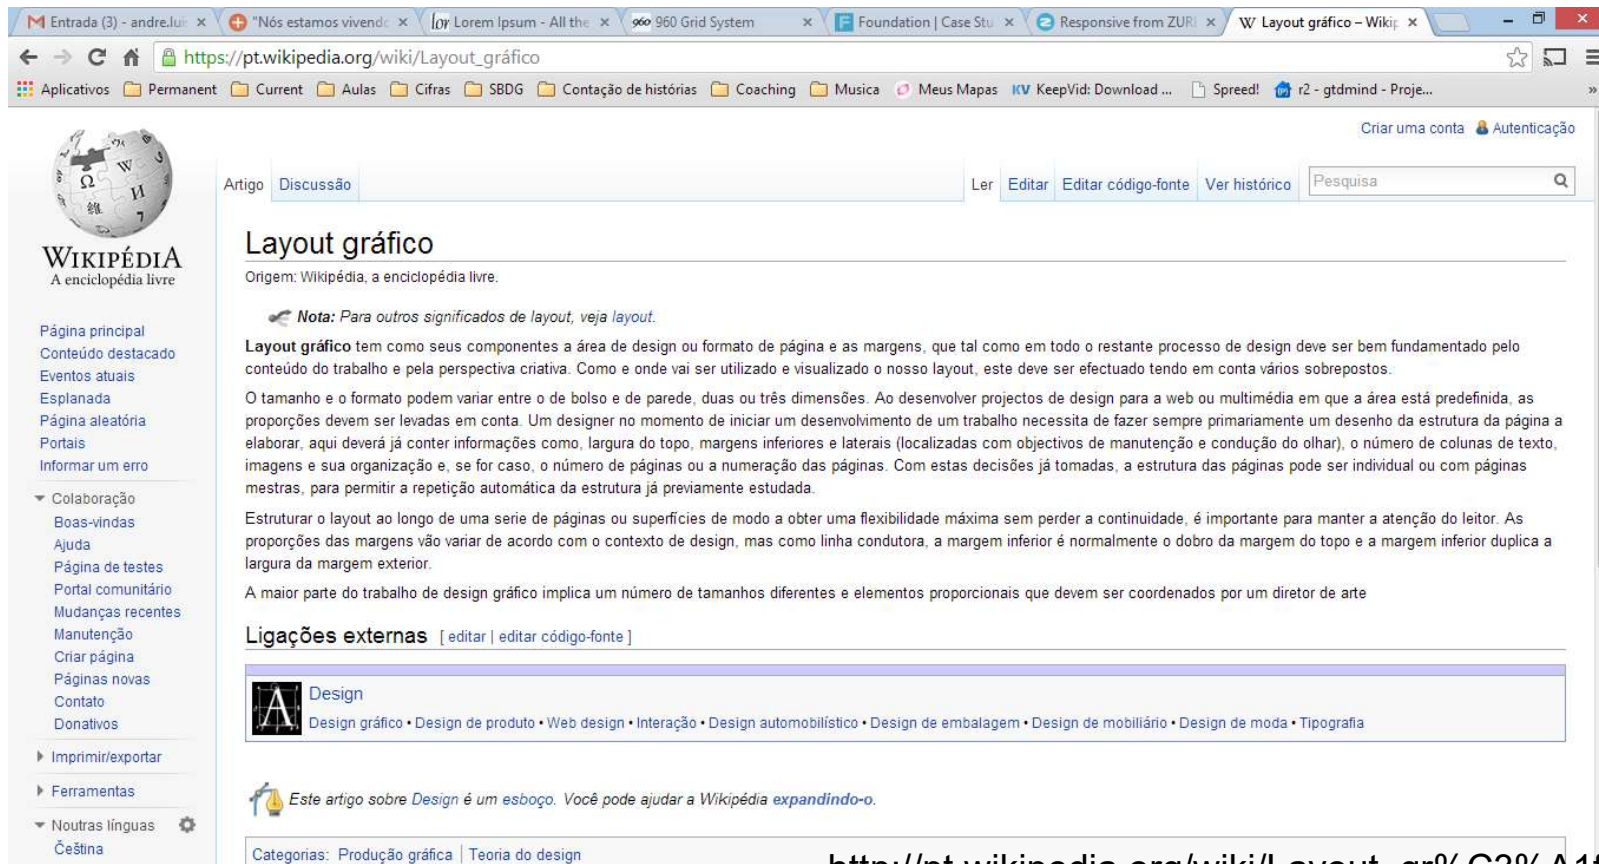 Entrada (3) - andre.lui
"Nós estamos vivendo
Lorem Ipsum - All the
960 Grid System
Foundation | Case Stu
Responsive from ZUR
Layout gráfico – Wikip
https://pt.wikipedia.org/wiki/Layout_gráfico
Aplicativos Permanent Current Aulas Cifras SBDG Contação de histórias Coaching Musica Meus Mapas KV KeepVid: Download ... Spreed! r2 - gtdmind - Proje... »
Criar uma conta Autenticação
Artigo Discussão Ler Editar Editar código-fonte Ver histórico Pesquisa
WIKIPÉDIA
A enciclopédia livre
Página principal
Conteúdo destacado
Eventos atuais
Esplanada
Página aleatória
Portais
Informar um erro
Colaboração
Boas-vindas
Ajuda
Página de testes
Portal comunitário
Mudanças recentes
Manutenção
Criar página
Páginas novas
Contato
Donativos
Imprimir/exportar
Ferramentas
Noutras línguas
Čeština
Layout gráfico
Origem: Wikipédia, a enciclopédia livre.
Nota: Para outros significados de layout, veja layout.
Layout gráfico tem como seus componentes a área de design ou formato de página e as margens, que tal como em todo o restante processo de design deve ser bem fundamentado pelo
conteúdo do trabalho e pela perspectiva criativa. Como e onde vai ser utilizado e visualizado o nosso layout, este deve ser efectuado tendo em conta vários sobrepostos.
O tamanho e o formato podem variar entre o de bolso e de parede, duas ou três dimensões. Ao desenvolver projectos de design para a web ou multimédia em que a área está predefinida, as
proporções devem ser levadas em conta. Um designer no momento de iniciar um desenvolvimento de um trabalho necessita de fazer sempre primariamente um desenho da estrutura da página a
elaborar, aqui deverá já conter informações como, largura do topo, margens inferiores e laterais (localizadas com objectivos de manutenção e condução do olhar), o número de colunas de texto,
imagens e sua organização e, se for caso, o número de páginas ou a numeração das páginas. Com estas decisões já tomadas, a estrutura das páginas pode ser individual ou com páginas
mestras, para permitir a repetição automática da estrutura já previamente estudada.
Estruturar o layout ao longo de uma serie de páginas ou superfícies de modo a obter uma flexibilidade máxima sem perder a continuidade, é importante para manter a atenção do leitor. As
proporções das margens vão variar de acordo com o contexto de design, mas como linha condutora, a margem inferior é normalmente o dobro da margem do topo e a margem inferior duplica a
largura da margem exterior.
A maior parte do trabalho de design gráfico implica um número de tamanhos diferentes e elementos proporcionais que devem ser coordenados por um diretor de arte
Ligações externas [ editar | editar código-fonte ]
Design
Design gráfico • Design de produto • Web design • Interação • Design automobilístico • Design de embalagem • Design de mobiliário • Design de moda • Tipografia
Este artigo sobre Design é um esboço. Você pode ajudar a Wikipédia expandindo-o.
Categorias: Produção gráfica | Teoria do design